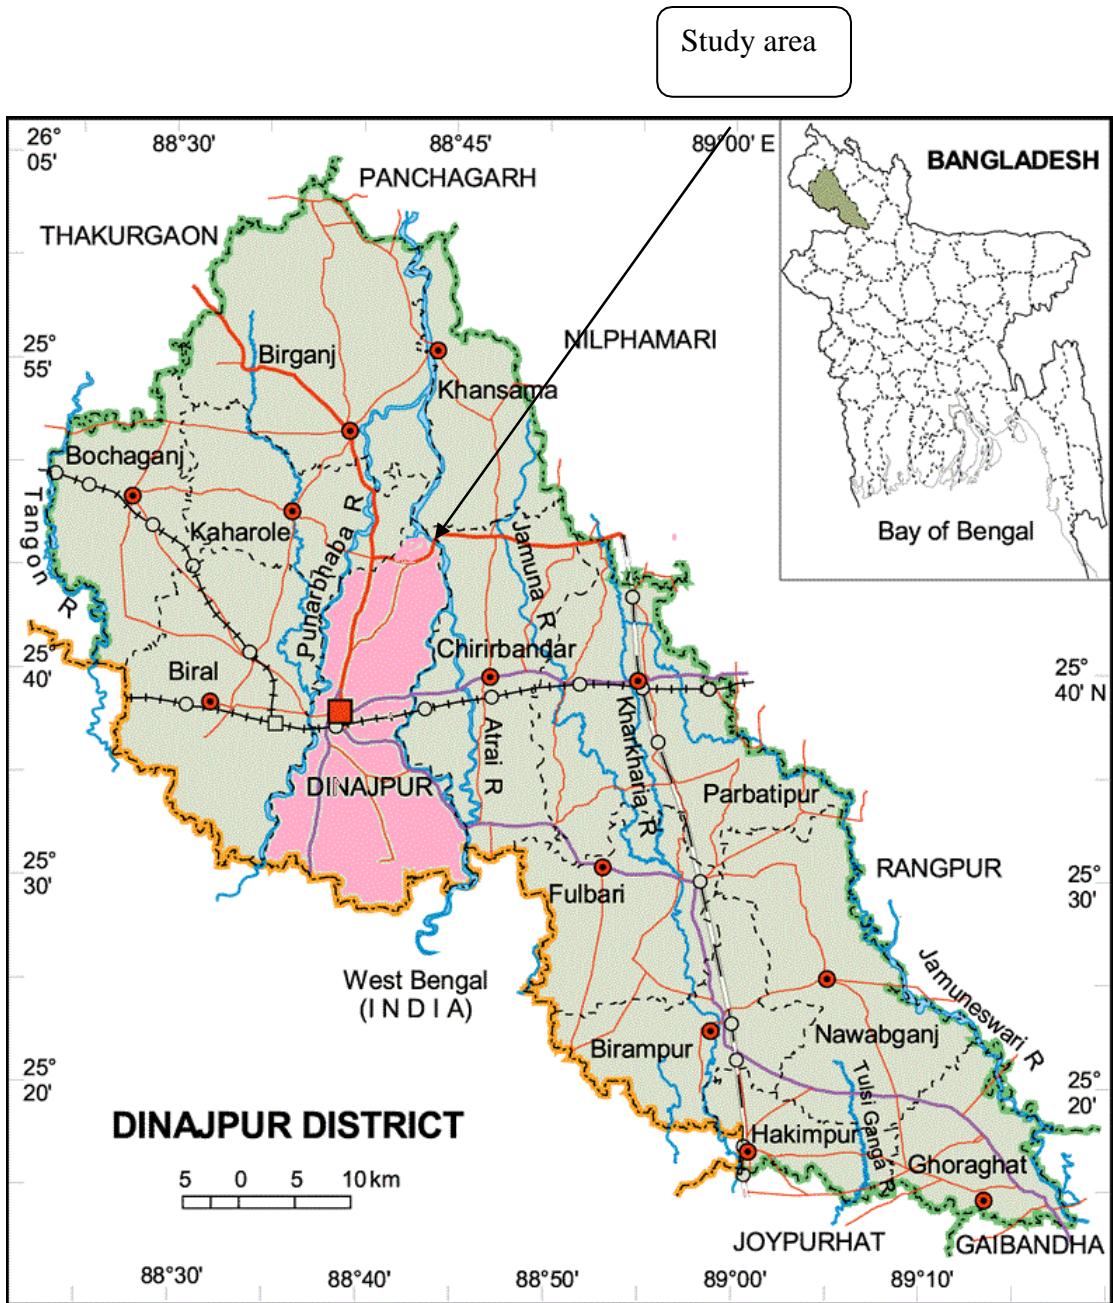 Study area
26°
05'
88°30'
88°45'
89°00' E
BANGLADESH
PANCHAGARH
THAKURGAON
NILPHAMARI
25°
55'
Birganj
Khansama
Bochaganj
Tangon R
Kaharole
Punarbhaba R
Jamuna R
Bay of Bengal
Chirirbandar
25°
40'
Biral
25°
40' N
Atrai R
Kharkharia R
DINAJPUR
Parbatipur
25°
30'
RANGPUR
Fulbari
25°
30'
West Bengal
(INDIA)
Jamuneswari R
Birampur
Nawabganj
25°
20'
Tulsi Ganga R
25°
20'
DINAJPUR DISTRICT
Hakimpur
Ghoraghat
5 0 5 10 km
JOYPURHAT
GAIBANDHA
88°30'
88°40'
88°50'
89°00'
89°10'